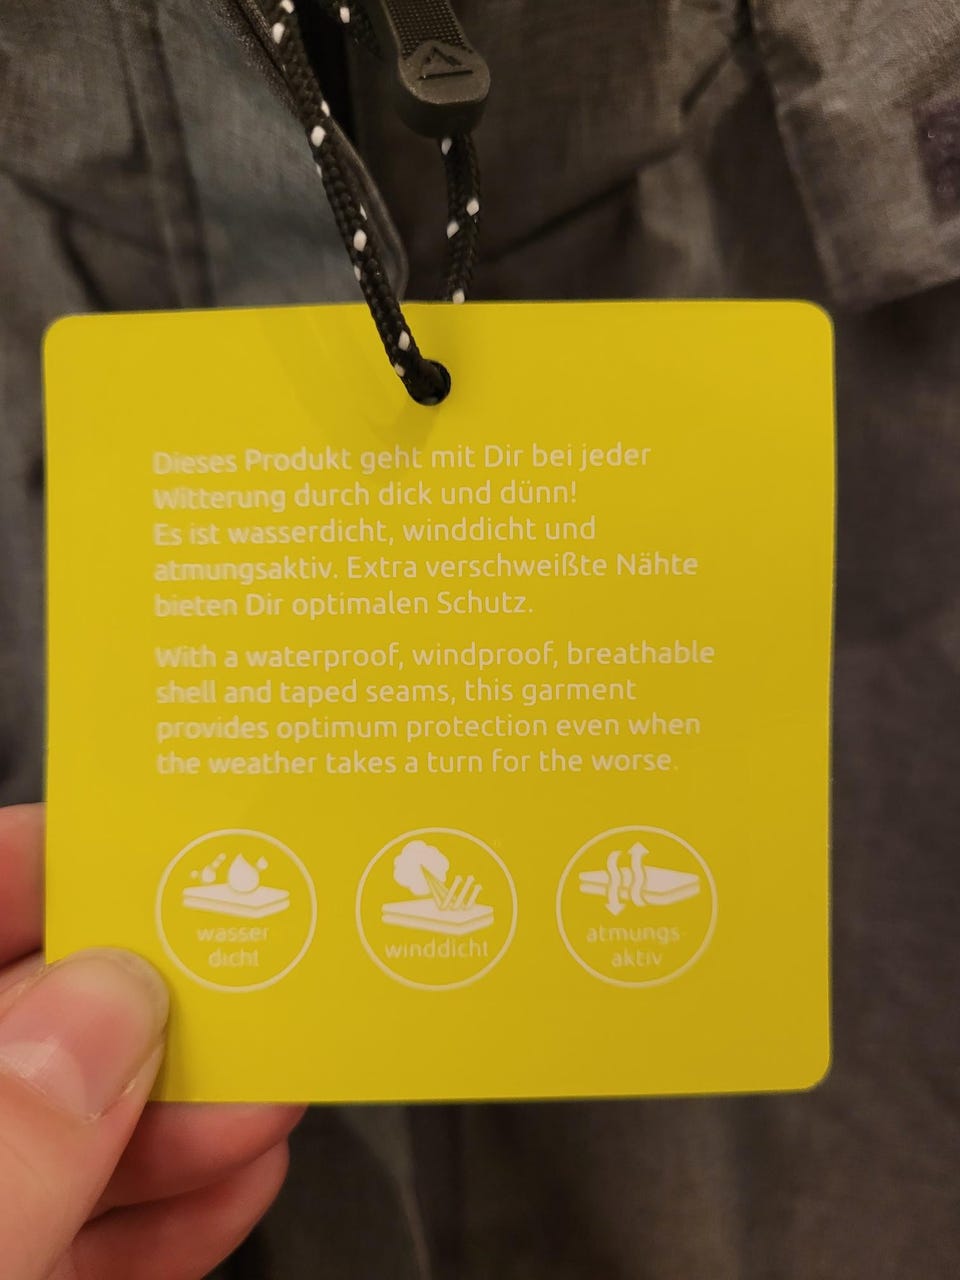 Dieses Produkt geht mit Dir bei jeder
Witterung durch dick und dünn!
Es ist wasserdicht, winddicht und
atmungsaktiv. Extra verschweißte Nähte
bieten Dir optimalen Schutz.
With a waterproof, windproof, breathable
shell and taped seams, this garment
provides optimum protection even when
the weather takes a turn for the worse.
wasser
dicht
winddicht
atmungs-
aktiv